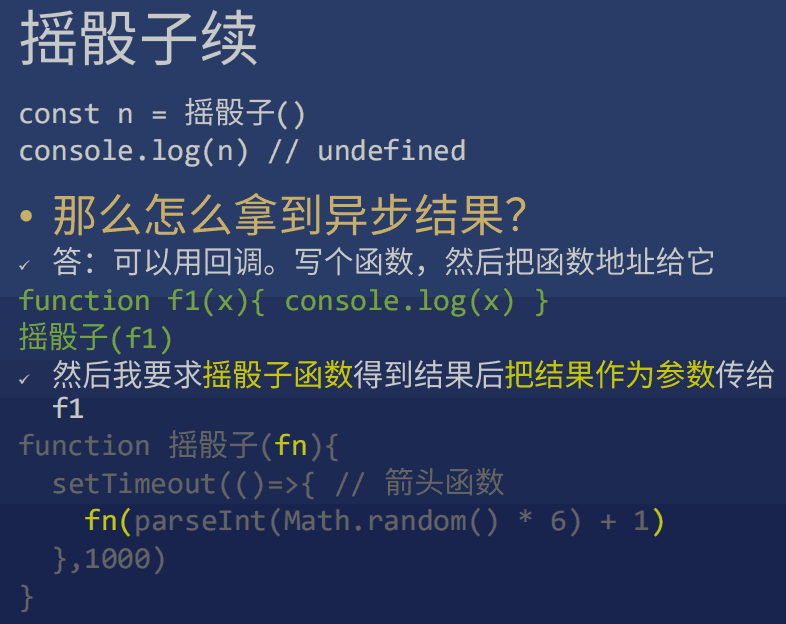 摇骰子续
const n = 摇骰子()
console.log(n) // undefined
• 那么怎么拿到异步结果？
✓ 答：可以用回调。写个函数，然后把函数地址给它
function f1(x){ console.log(x) }
摇骰子(f1)
✓ 然后我要求摇骰子函数得到结果后把结果作为参数传给
f1
function 摇骰子(fn){
setTimeout(()=>{ // 箭头函数
fn(parseInt(Math.random() * 6) + 1)
},1000)
}